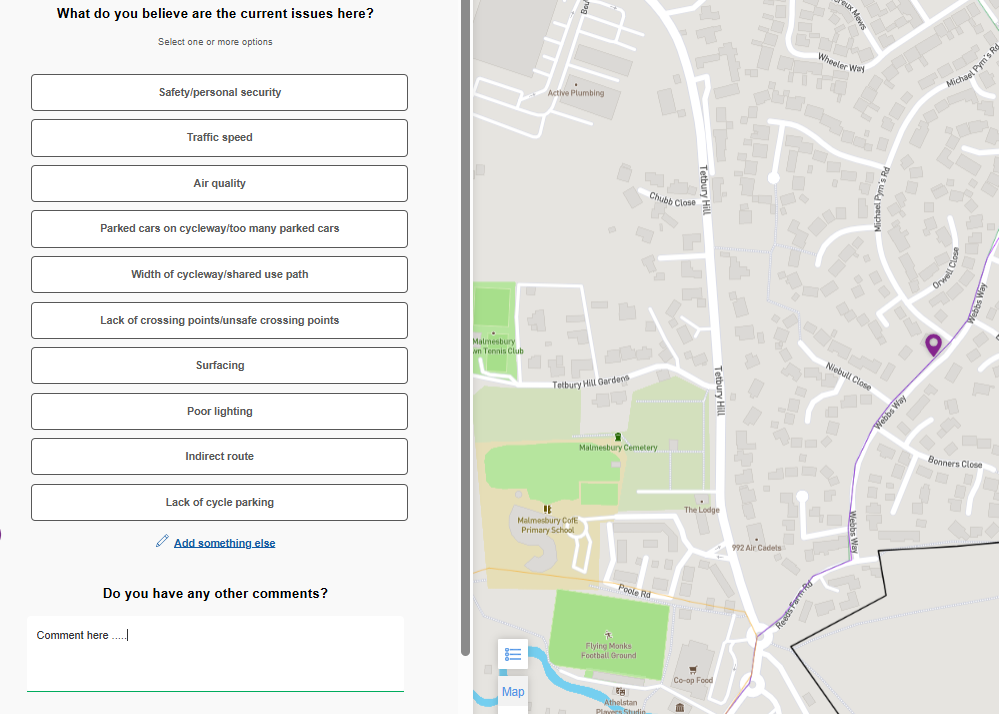 What do you believe are the current issues here?
Select one or more options
Safety/personal security
Traffic speed
Air quality
Parked cars on cycleway/too many parked cars
Width of cycleway/shared use path
Lack of crossing points/unsafe crossing points
Surfacing
Poor lighting
Indirect route
Lack of cycle parking
Add something else
Do you have any other comments?
Comment here .....
Wheeler Way
Michael Pym's Rd
Active Plumbing
Tetbury Hill
Chubb Close
Michael Pym's Rd
Orwell Close
Webbs Way
Malmesbury
Tennis Club
Tetbury Hill Gardens
Tetbury Hill
Niebull Close
Webbs Way
Malmesbury Cemetery
Bonners Close
The Lodge
Malmesbury CofE
Primary School
Webbs Way
992 Air Cadets
Poole Rd
Reeds Farm Rd
Flying Monks
Football Ground
Co-op Food
Map
Athelstan
Players Studio